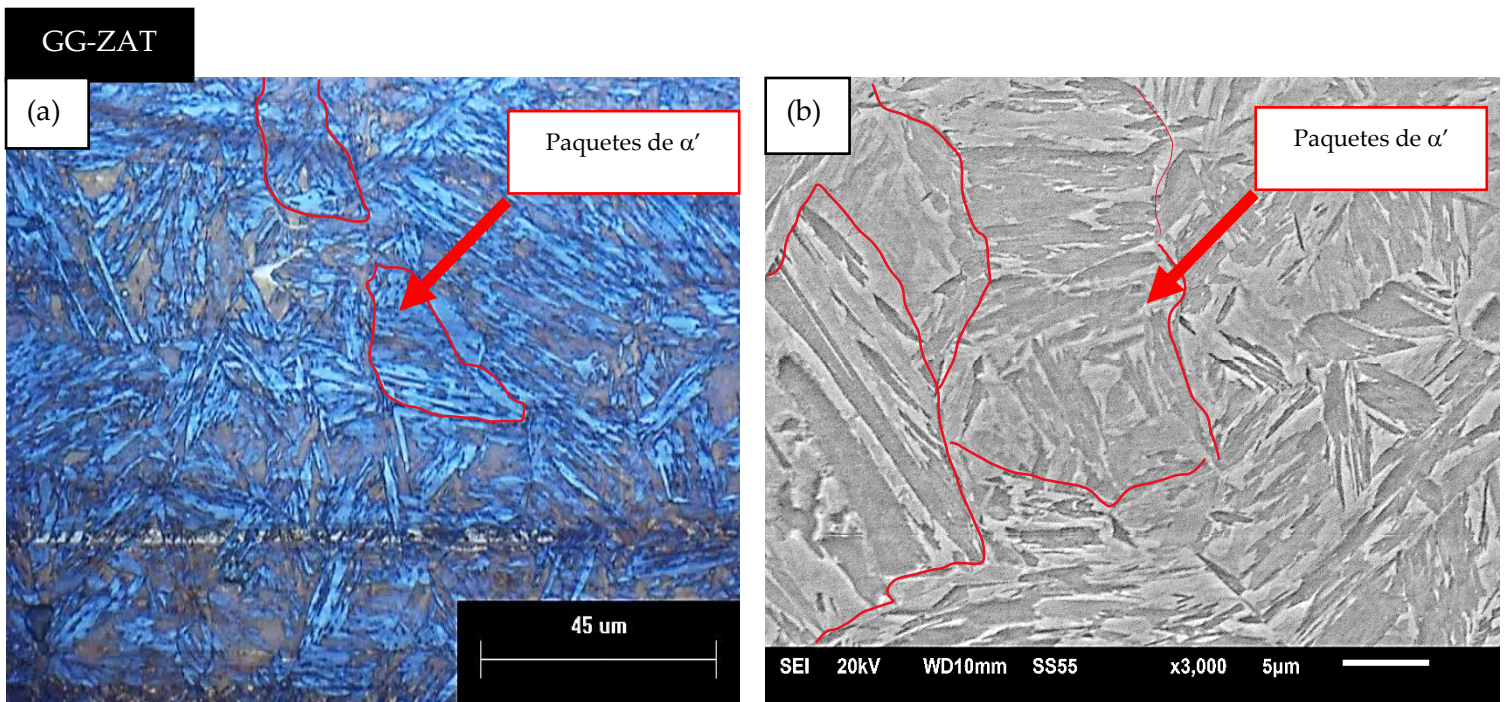 GG-ZAT
(a)
Paquetes de α’
45 um
(b)
Paquetes de α’
SEI 20kV WD10mm SS55 x3,000 5µm